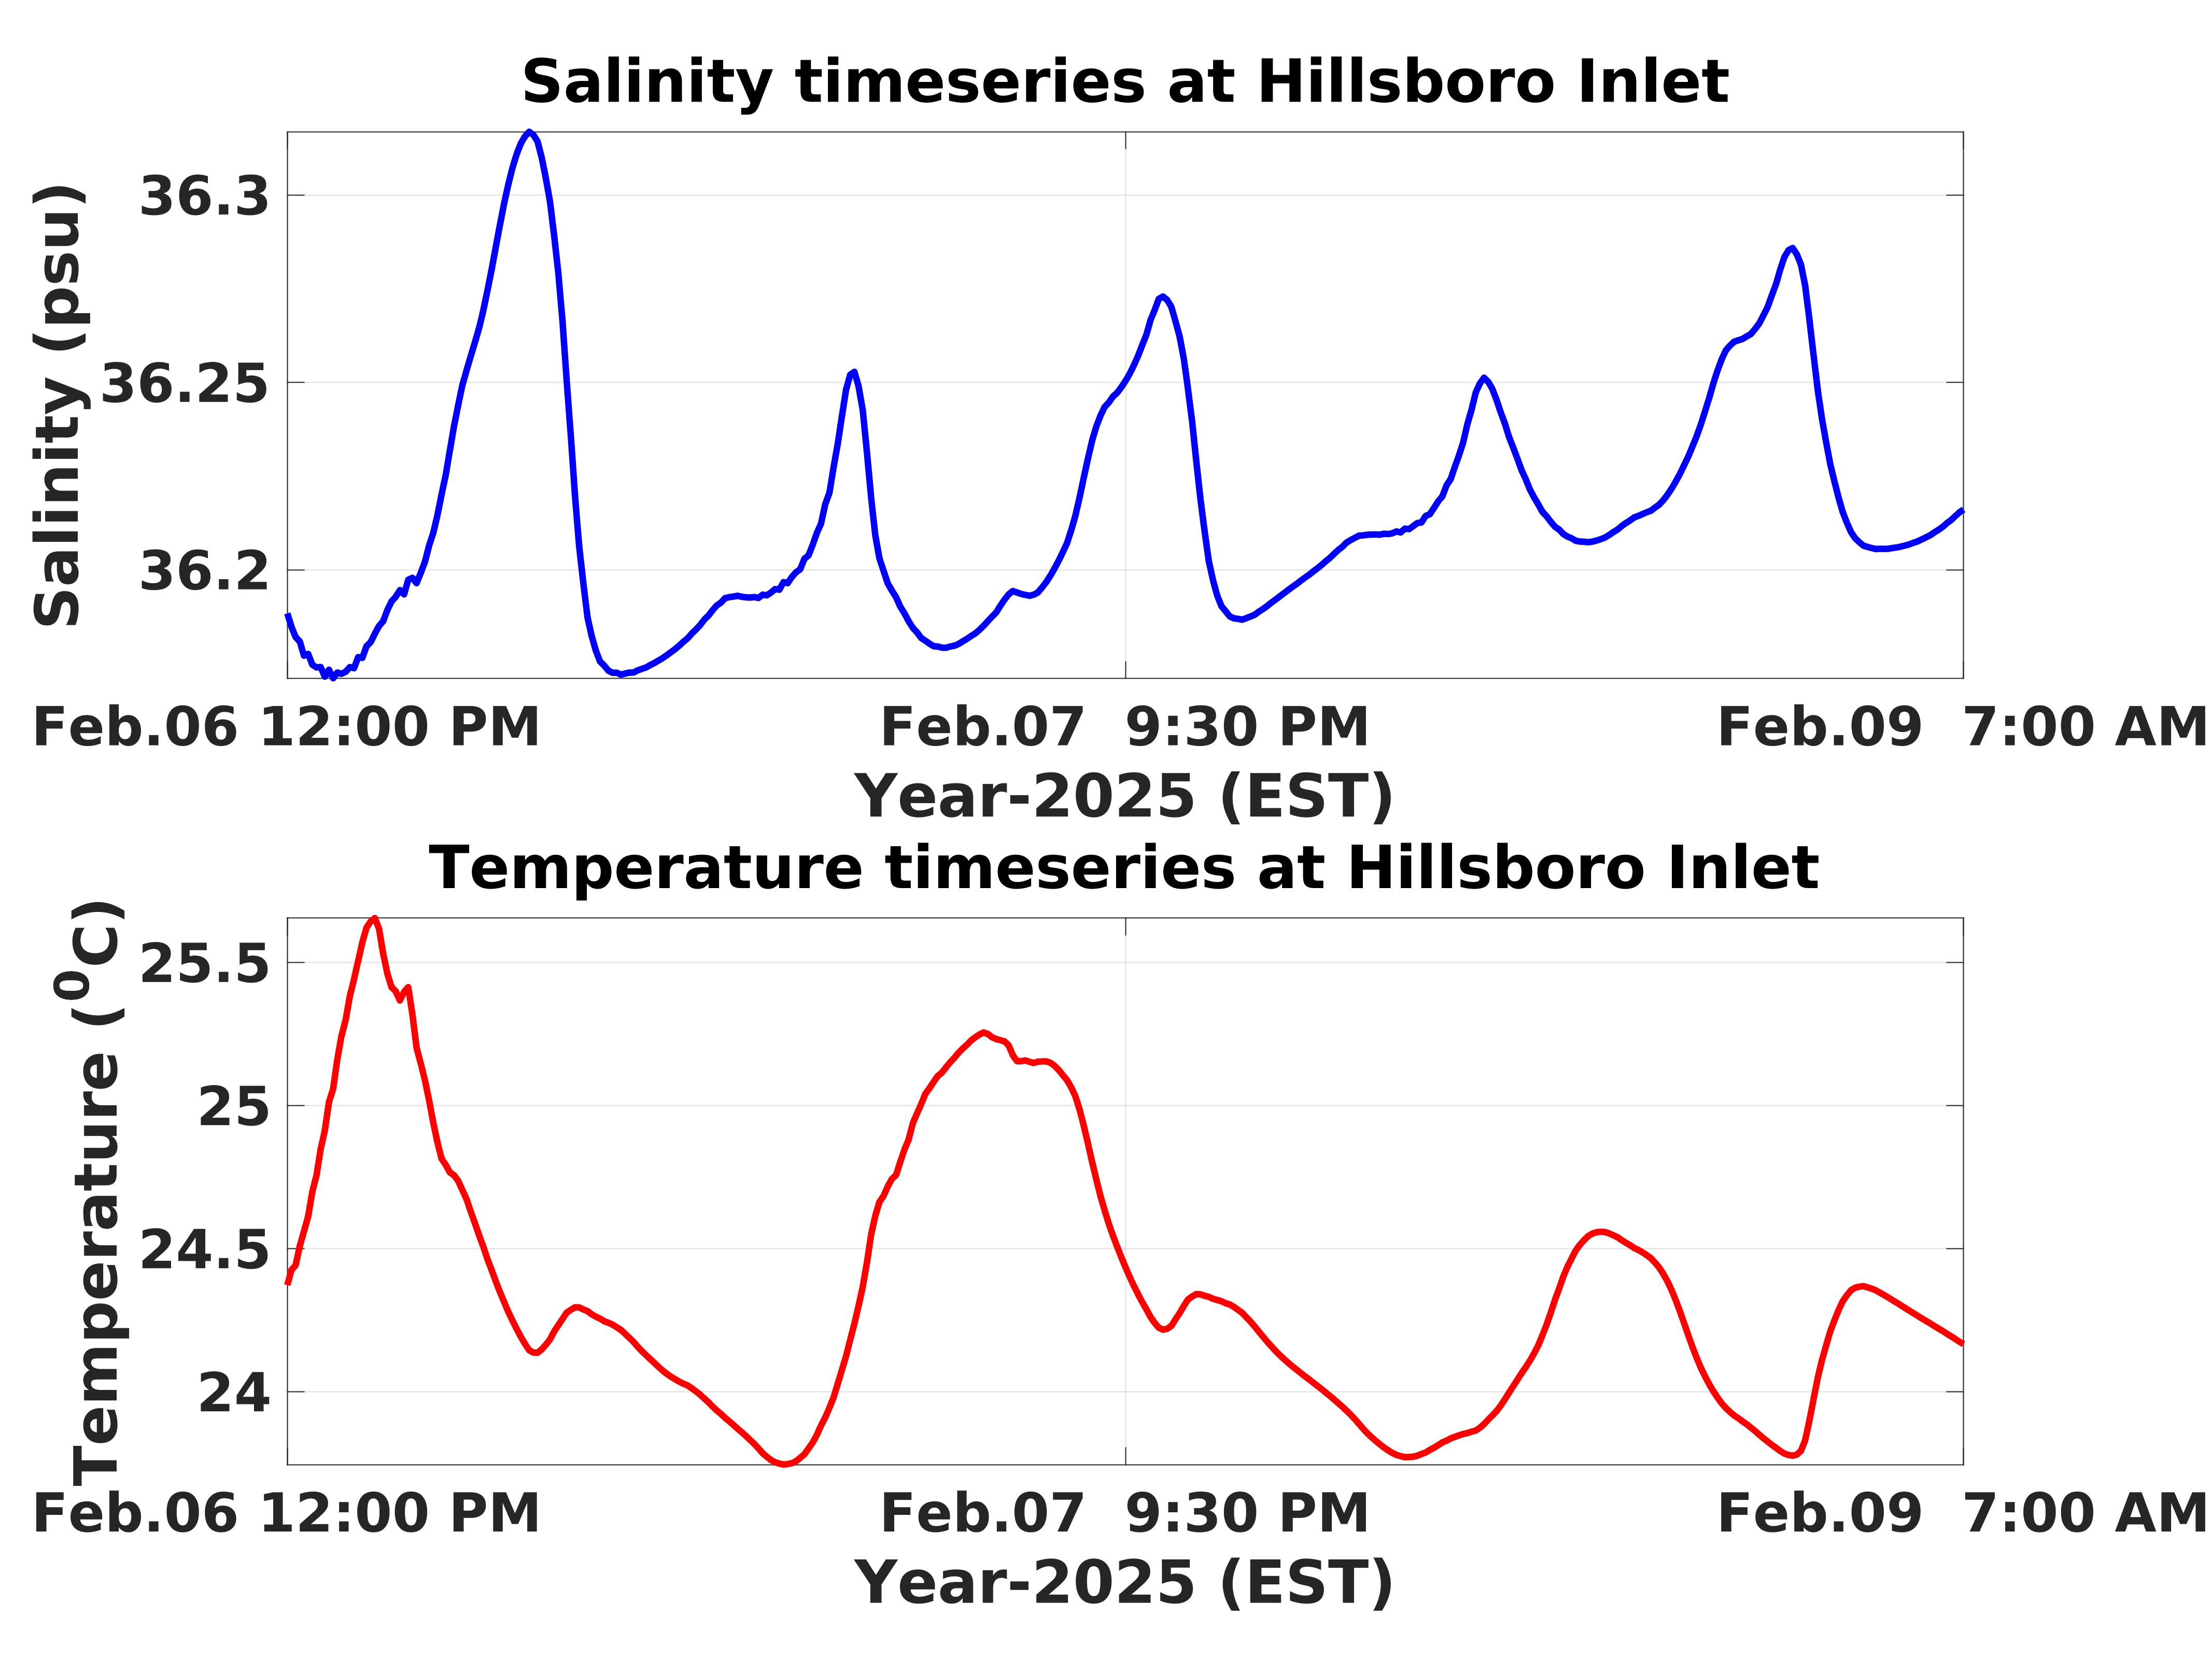 Salinity timeseries at Hillsboro Inlet
Salinity (psu)
36.3
36.25
36.2
Feb.06 12:00 PM
Feb.07  9:30 PM
Feb.09  7:00 AM
Year-2025 (EST)
Temperature timeseries at Hillsboro Inlet
Temperature (⁰C)
25.5
25
24.5
24
Feb.06 12:00 PM
Feb.07  9:30 PM
Feb.09  7:00 AM
Year-2025 (EST)